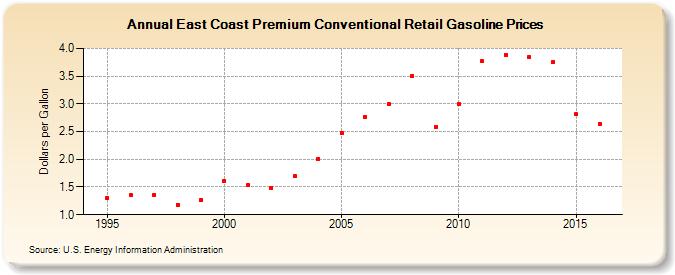 Annual East Coast Premium Conventional Retail Gasoline Prices
Dollars per Gallon
4.0
3.5
3.0
2.5
2.0
1.5
1.0
1995 2000 2005 2010 2015
Source: U.S. Energy Information Administration